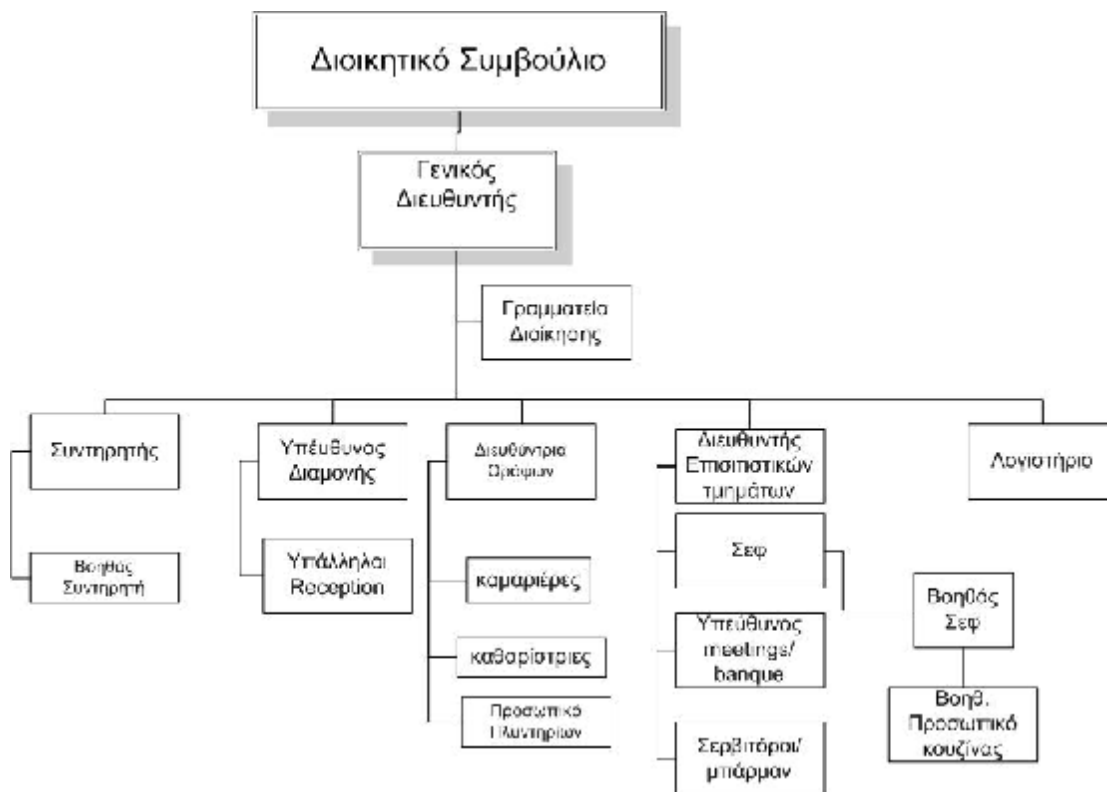 Διοικητικό Συμβούλιο
Γενικός
Διευθυντής
Γραμματεία
Διοίκησης
Συντηρητής
Βοηθός
Συντηρητή
Υπέυθυνος
Διαμονής
Υπάλληλοι
Reception
Διευθύντρια
Ορόφων
καμαριέρες
καθαρίστριες
Προσωπικό
Πλυντηρίων
Διευθυντής
Επισιτιστικών
τμημάτων
Σεφ
Υπεύθυνος
meetings/
banque
Σερβιτόροι/
μπάρμαν
Λογιστήριο
Βοηθός
Σεφ
Βοηθ.
Προσωπικό
κουζίνας